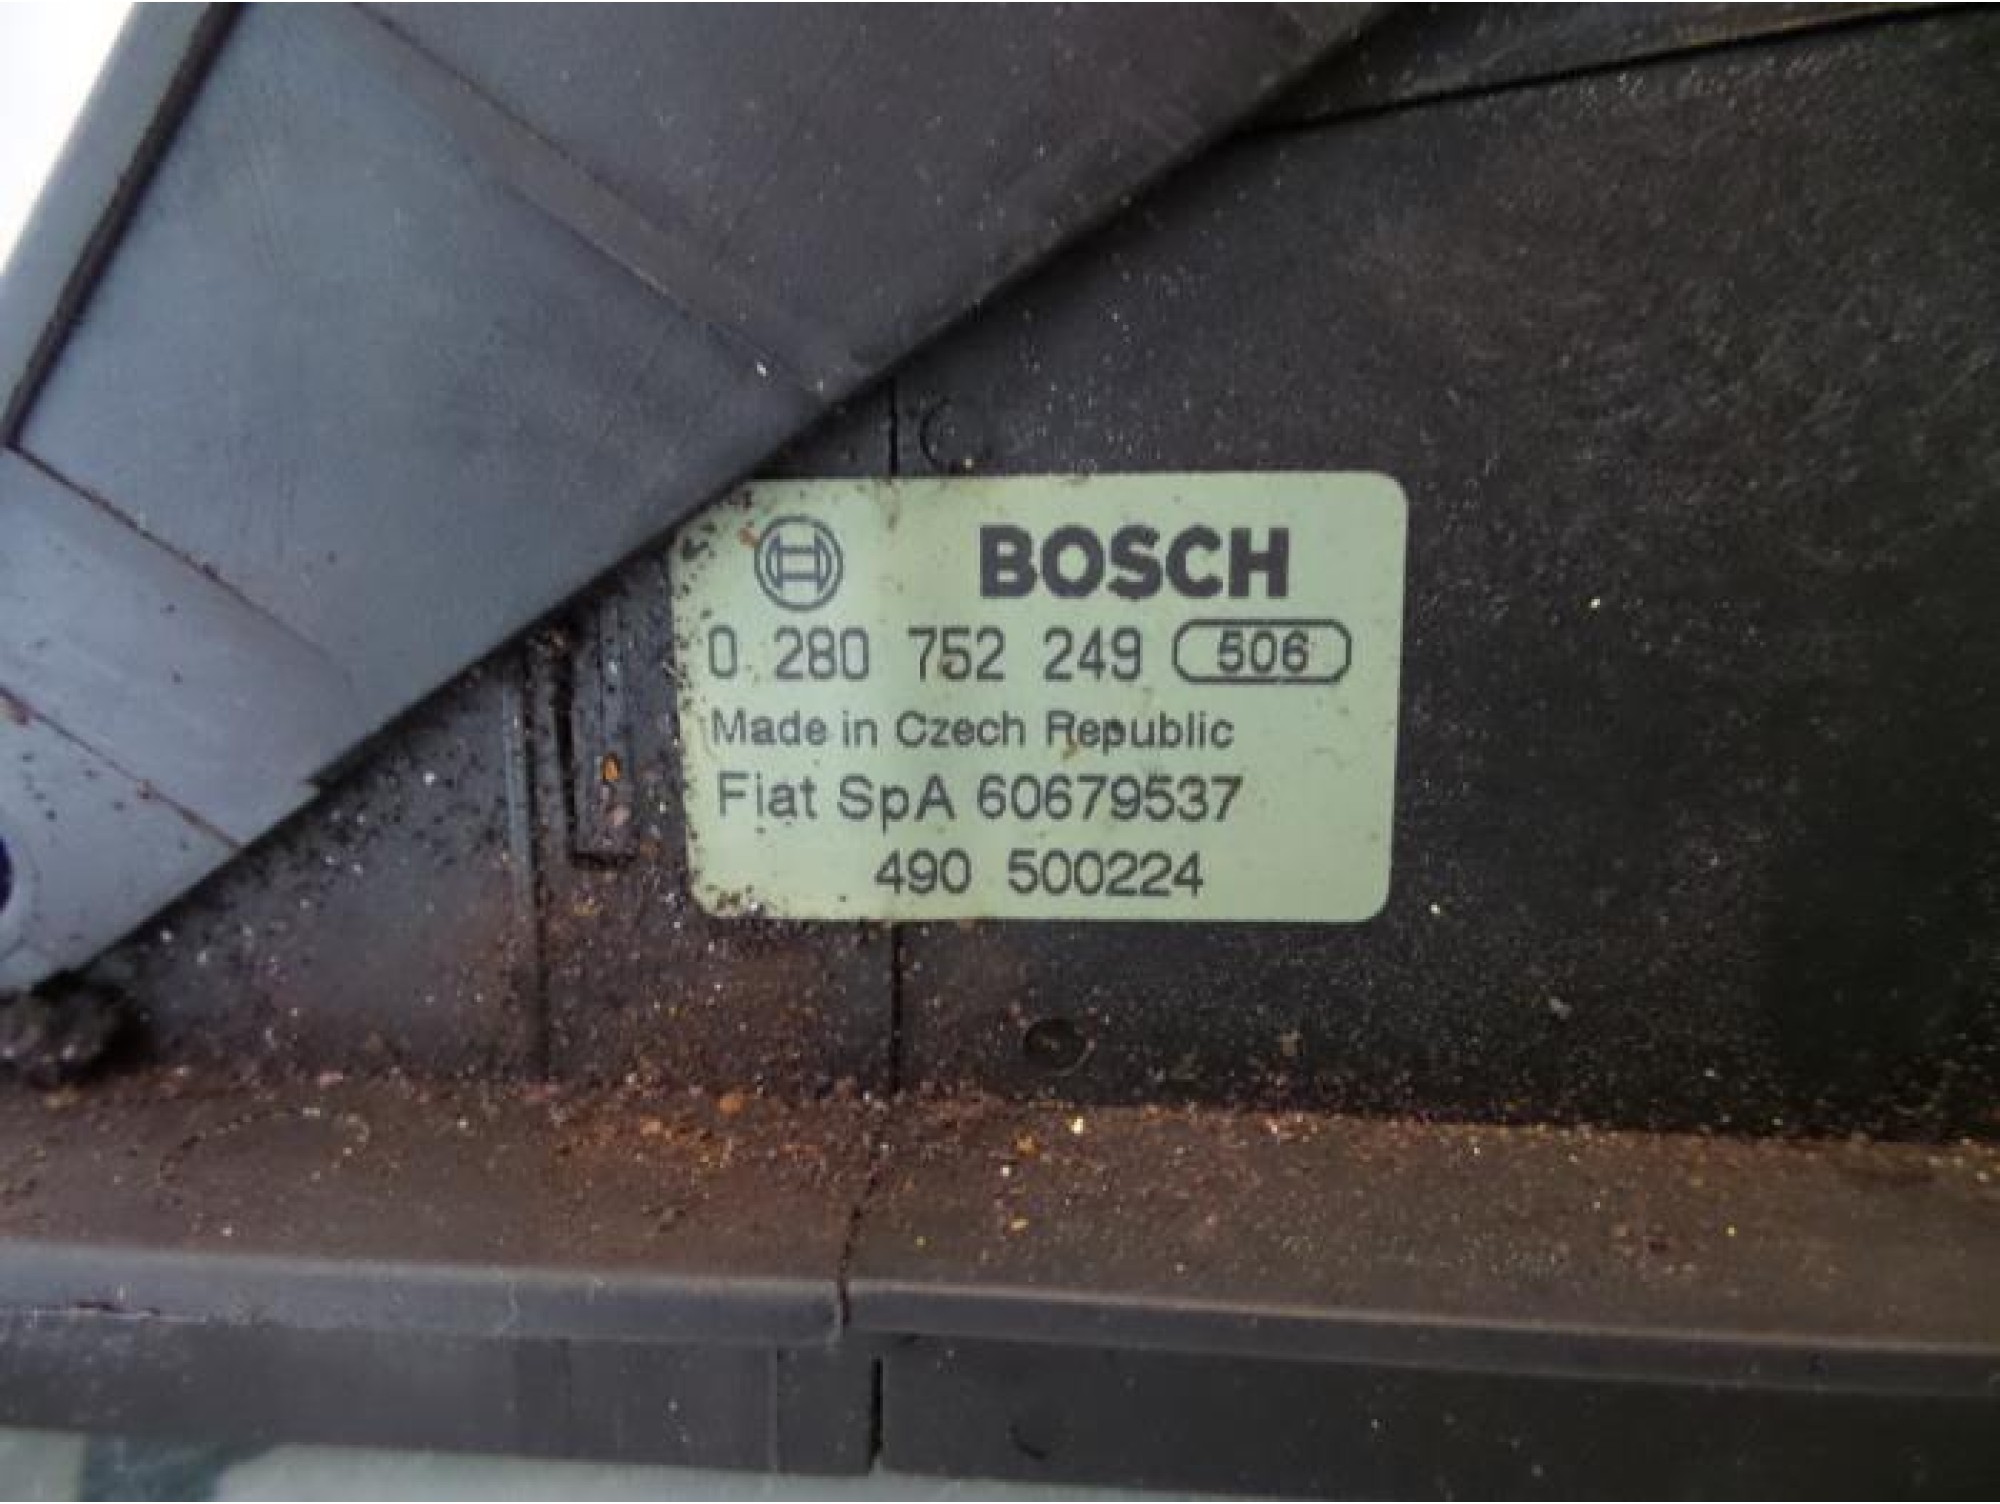 BOSCH
0 280 752 249 506
Made in Czech Republic
Fiat SpA 60679537
490 500224